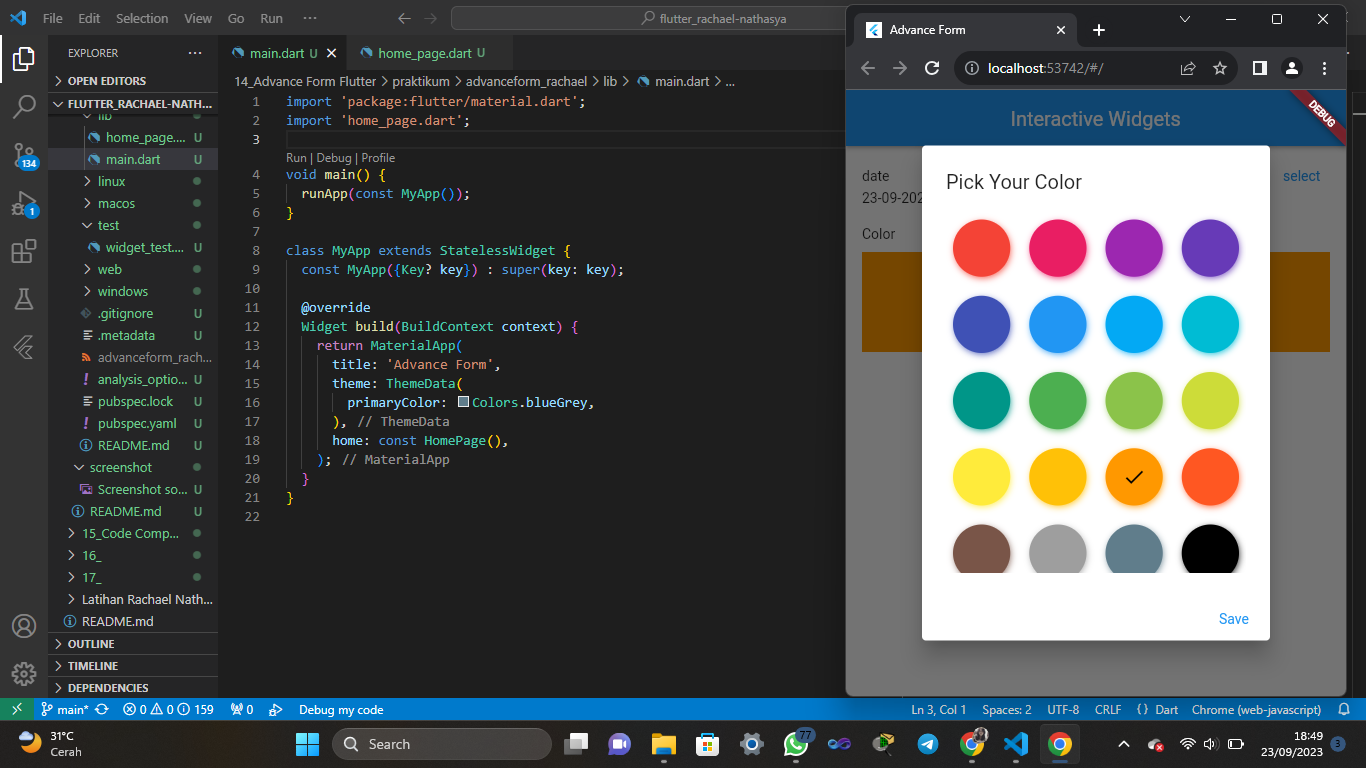 File Edit Selection View Go Run ···
flutter_rachael-nathasya
EXPLORER ···
OPEN EDITORS
FLUTTER_RACHAEL-NATH...
lib
home_page.... U
main.dart U
linux
macos
test
widget_test.... U
web
windows
.gitignore U
.metadata U
advanceform_rach...
analysis_optio... U
pubspec.lock U
pubspec.yaml U
README.md U
screenshot
Screenshot so... U
README.md U
15_Code Comp...
16_
17_
Latihan Rachael Nath...
README.md
OUTLINE
TIMELINE
DEPENDENCIES
134
1
main.dart U
home_page.dart U
14_Advance Form Flutter > praktikum > advanceform_rachael > lib > main.dart > ...
1 import 'package:flutter/material.dart';
2 import 'home_page.dart';
3
Run | Debug | Profile
4 void main() {
5 runApp(const MyApp());
6 }
7
8 class MyApp extends StatelessWidget {
9 const MyApp({Key? key}) : super(key: key);
10
11 @override
12 Widget build(BuildContext context) {
13 return MaterialApp(
14 title: 'Advance Form',
15 theme: ThemeData(
16 primaryColor: Colors.blueGrey,
17 ), // ThemeData
18 home: const HomePage(),
19 ); // MaterialApp
20 }
21 }
22
Advance Form
localhost:53742/#/
Interactive Widgets
DEBUG
date
23-09-202
select
Color
Pick Your Color
Save
main* 0 0 159 0 Debug my code
Ln 3, Col 1 Spaces: 2 UTF-8 CRLF {} Dart Chrome (web-javascript)
31°C
Cerah
Search
77
18:49
23/09/2023
3